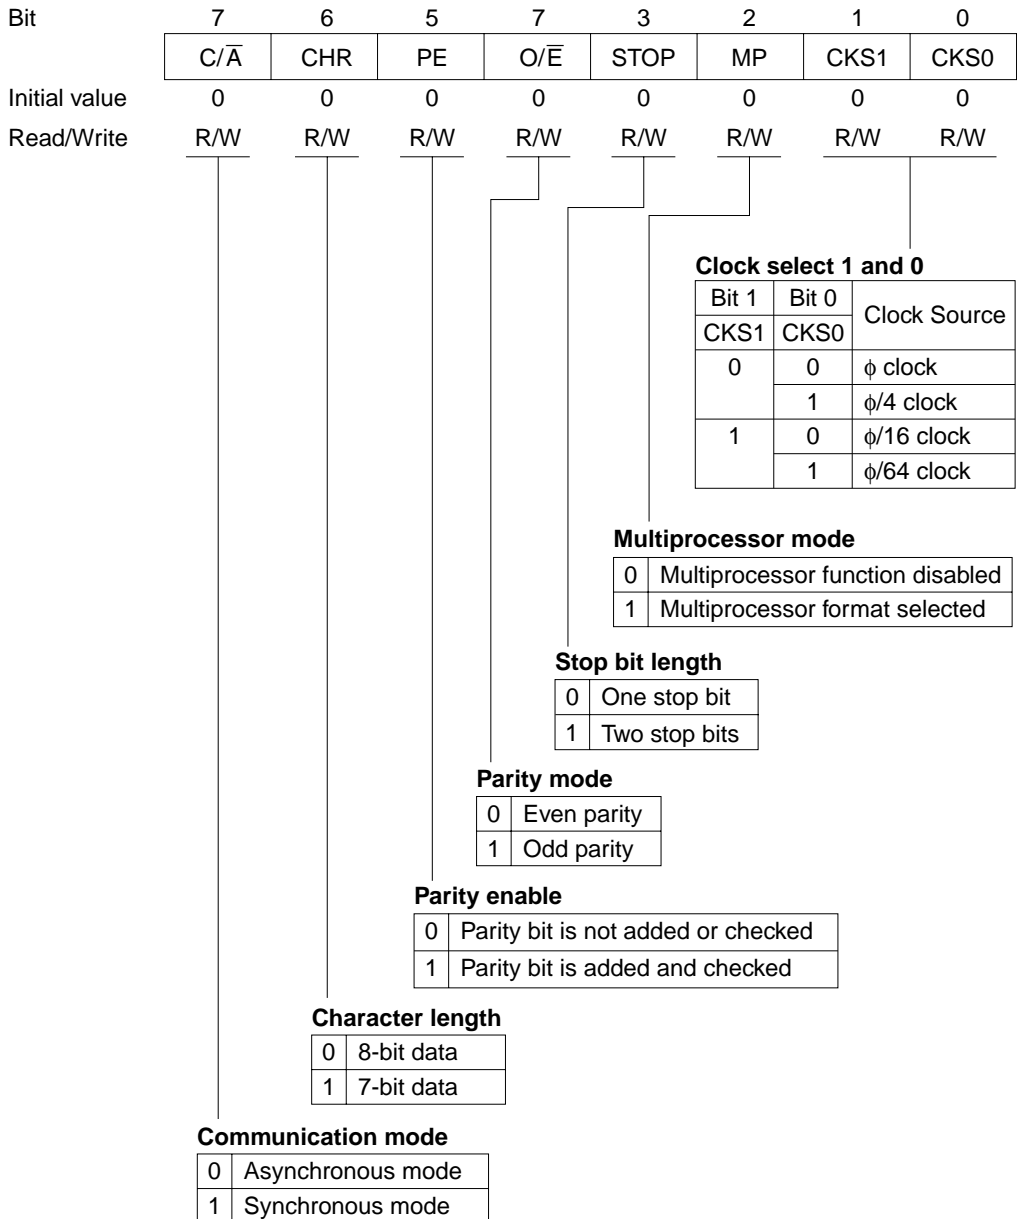 Bit 7 6 5 7 3 2 1 0
C/A̅ CHR PE O/E̅ STOP MP CKS1 CKS0
Initial value 0 0 0 0 0 0 0 0
Read/Write R/W R/W R/W R/W R/W R/W R/W R/W
Clock select 1 and 0
Bit 1 Bit 0 Clock Source
CKS1 CKS0
0 0 ϕ clock
1 ϕ/4 clock
1 0 ϕ/16 clock
1 ϕ/64 clock
Multiprocessor mode
0 Multiprocessor function disabled
1 Multiprocessor format selected
Stop bit length
0 One stop bit
1 Two stop bits
Parity mode
0 Even parity
1 Odd parity
Parity enable
0 Parity bit is not added or checked
1 Parity bit is added and checked
Character length
0 8-bit data
1 7-bit data
Communication mode
0 Asynchronous mode
1 Synchronous mode